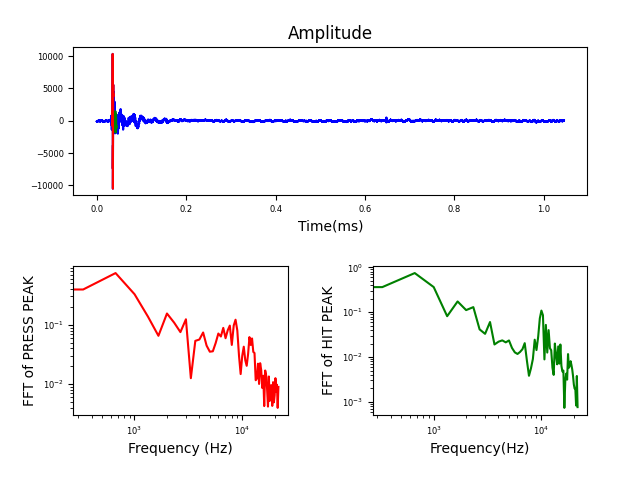 Amplitude
10000
5000
0
−5000
−10000
0.0 0.2 0.4 0.6 0.8 1.0
Time(ms)
FFT of PRESS PEAK
10⁻¹
10⁻²
10³ 10⁴
Frequency (Hz)
FFT of HIT PEAK
10⁰
10⁻¹
10⁻²
10⁻³
10³ 10⁴
Frequency(Hz)